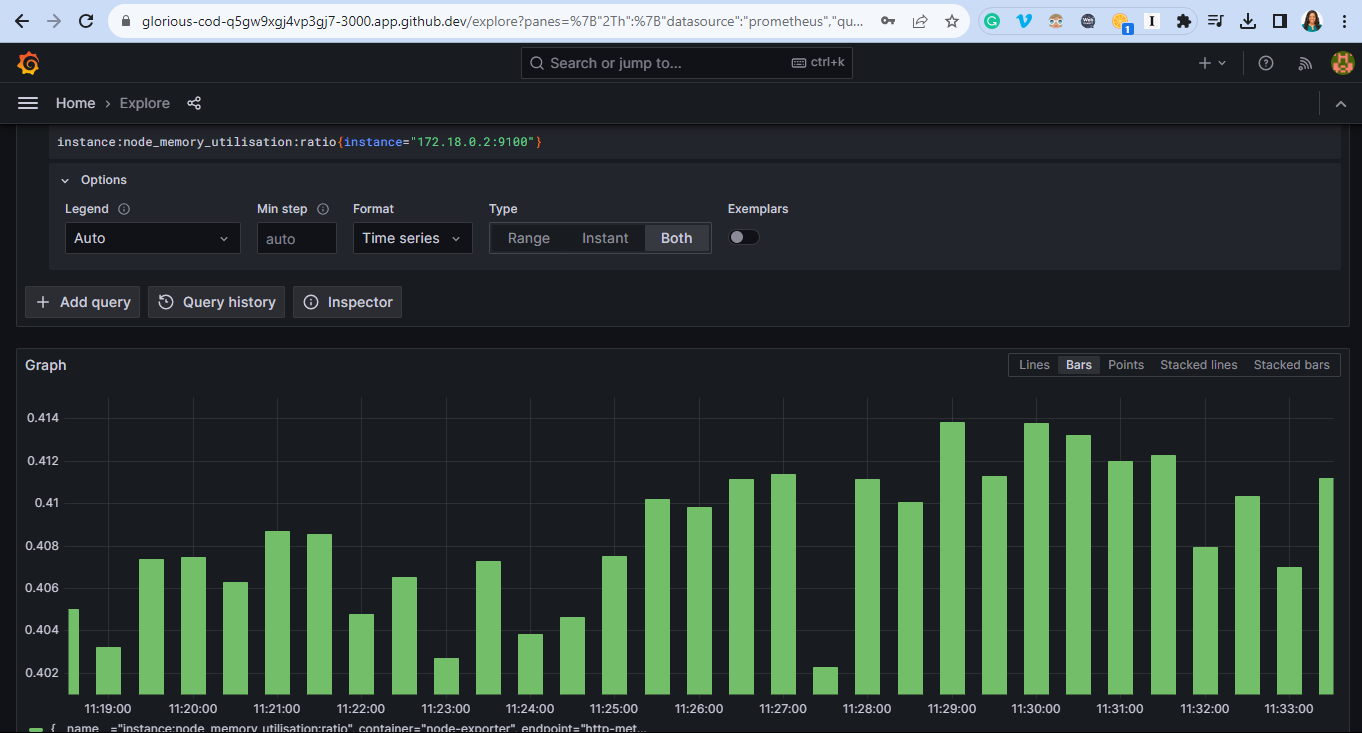 glorious-cod-q5gw9xgj4vp3gj7-3000.app.github.dev/explore?panes=%7B"2Th":%7B"datasource":"prometheus","qu...
1
I
Search or jump to...
ctrl+k
Home › Explore
instance:node_memory_utilisation:ratio{instance="172.18.0.2:9100"}
Options
Legend Min step Format Type Exemplars
Auto auto Time series Range Instant Both
+ Add query Query history Inspector
Graph Lines Bars Points Stacked lines Stacked bars
0.414
0.412
0.41
0.408
0.406
0.404
0.402
11:19:00 11:20:00 11:21:00 11:22:00 11:23:00 11:24:00 11:25:00 11:26:00 11:27:00 11:28:00 11:29:00 11:30:00 11:31:00 11:32:00 11:33:00
{__name__="instance:node_memory_utilisation:ratio", container="node-exporter", endpoint="http-met...